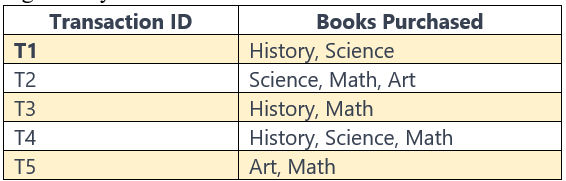 Transaction ID Books Purchased
T1 History, Science
T2 Science, Math, Art
T3 History, Math
T4 History, Science, Math
T5 Art, Math